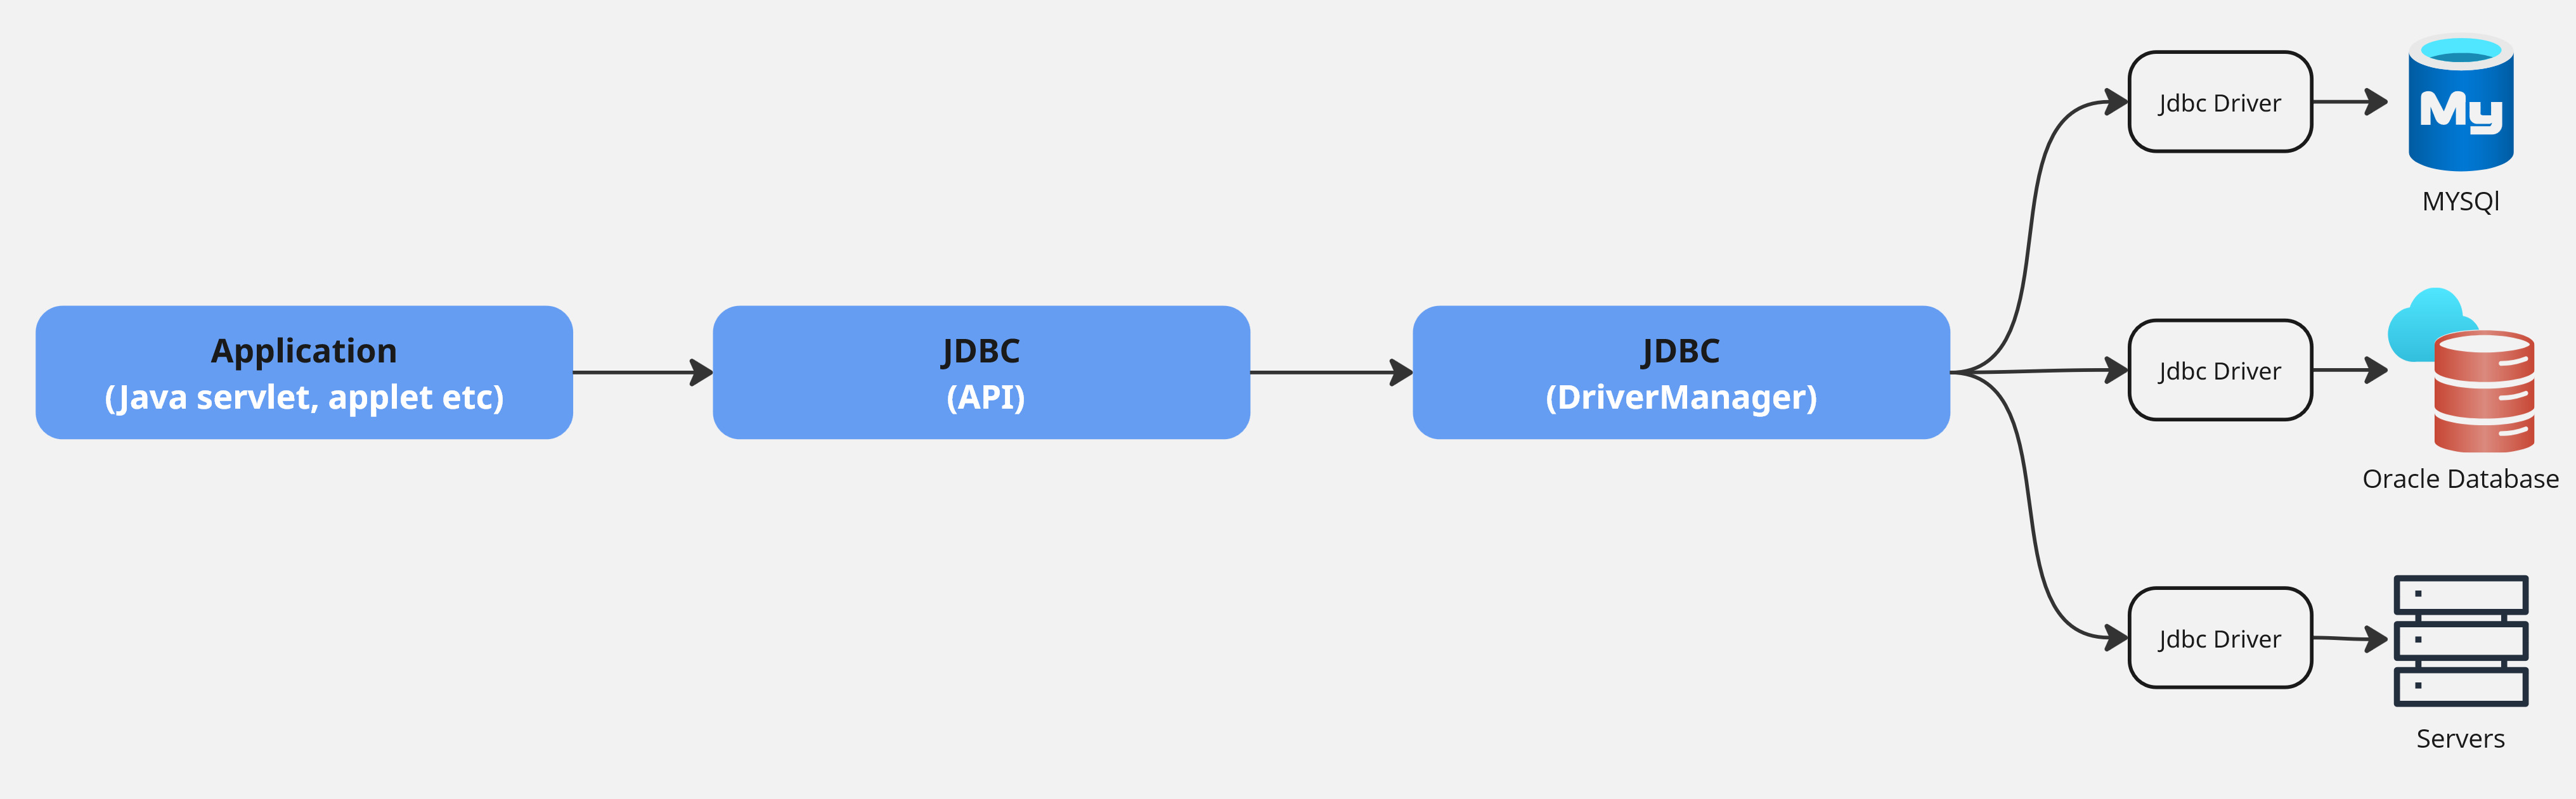 Application
(Java servlet, applet etc)
JDBC
(API)
JDBC
(DriverManager)
Jdbc Driver
My
MYSQl
Jdbc Driver
Oracle Database
Jdbc Driver
Servers